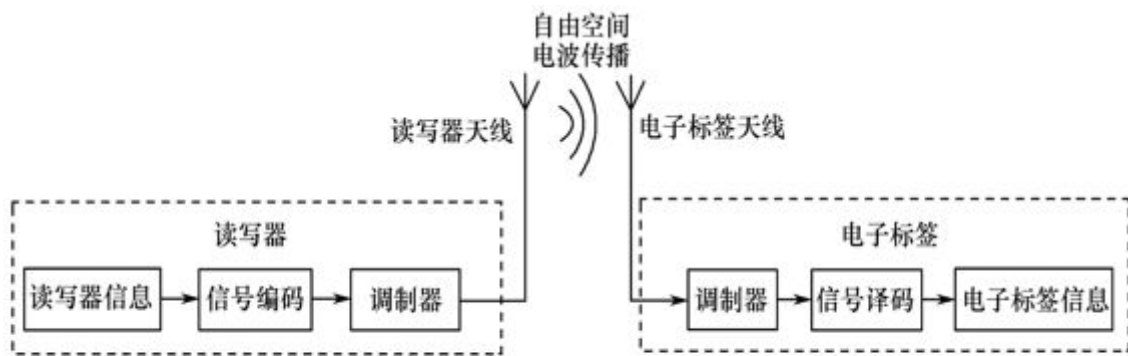 自由空间
电波传播
读写器天线
电子标签天线
读写器
电子标签
读写器信息
信号编码
调制器
调制器
信号译码
电子标签信息